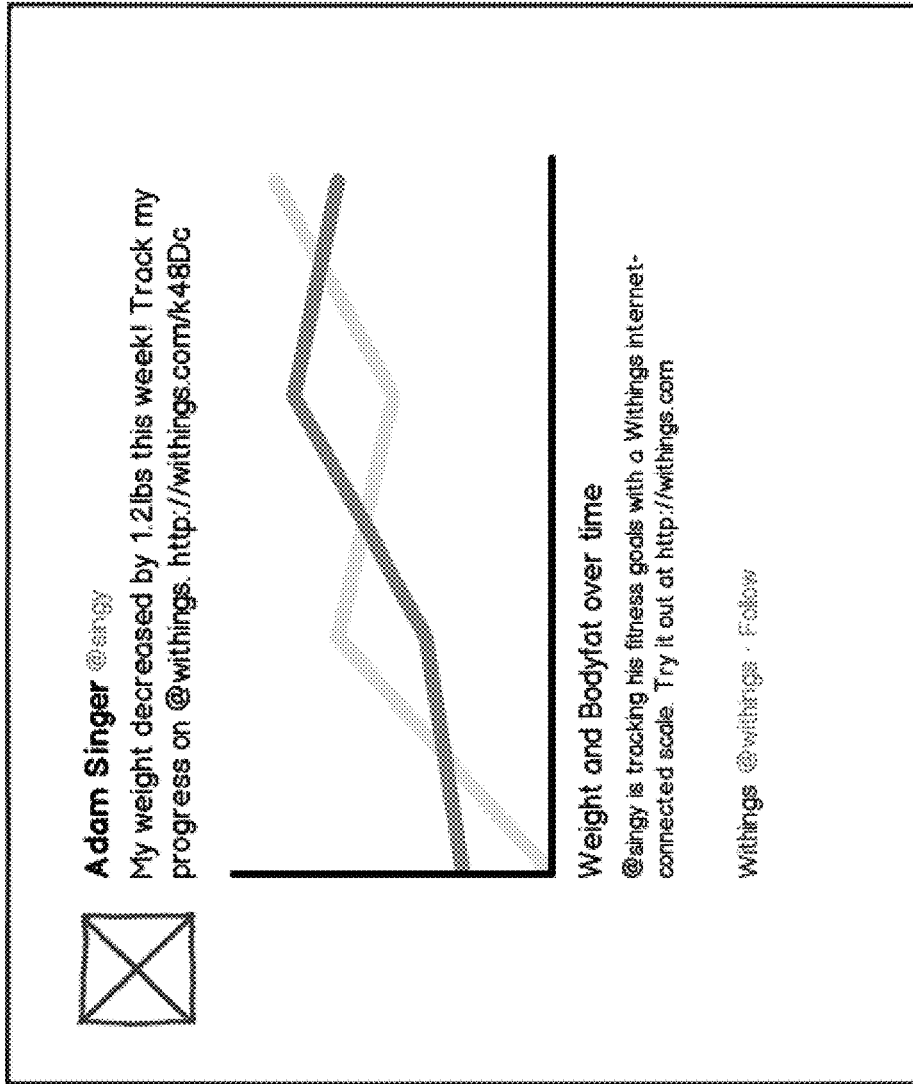 Adam Singer @singy
My weight decreased by 1.2lbs this week! Track my
progress on @withings. http://withings.com/k48Dc
Weight and Bodyfat over time
@singy is tracking his fitness goals with a Withings internet-
connected scale. Try it out at http://withings.com
Withings @withings · Follow